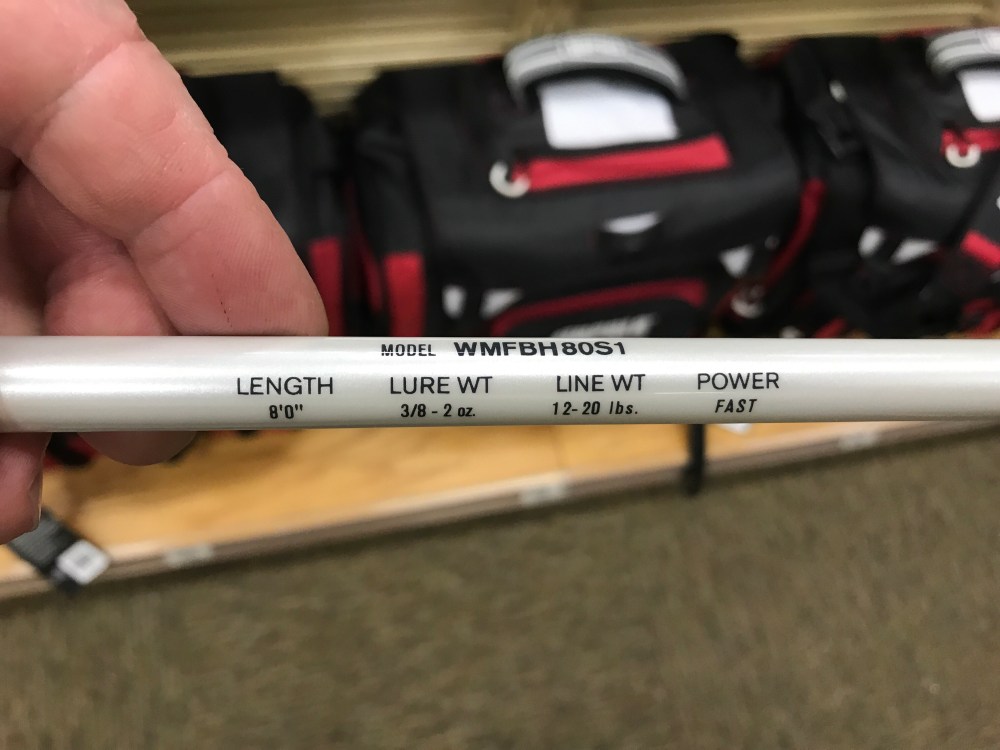 MODEL WMFBH80S1
LENGTH LURE WT LINE WT POWER
8'0" 3/8 - 2 oz. 12-20 lbs. FAST